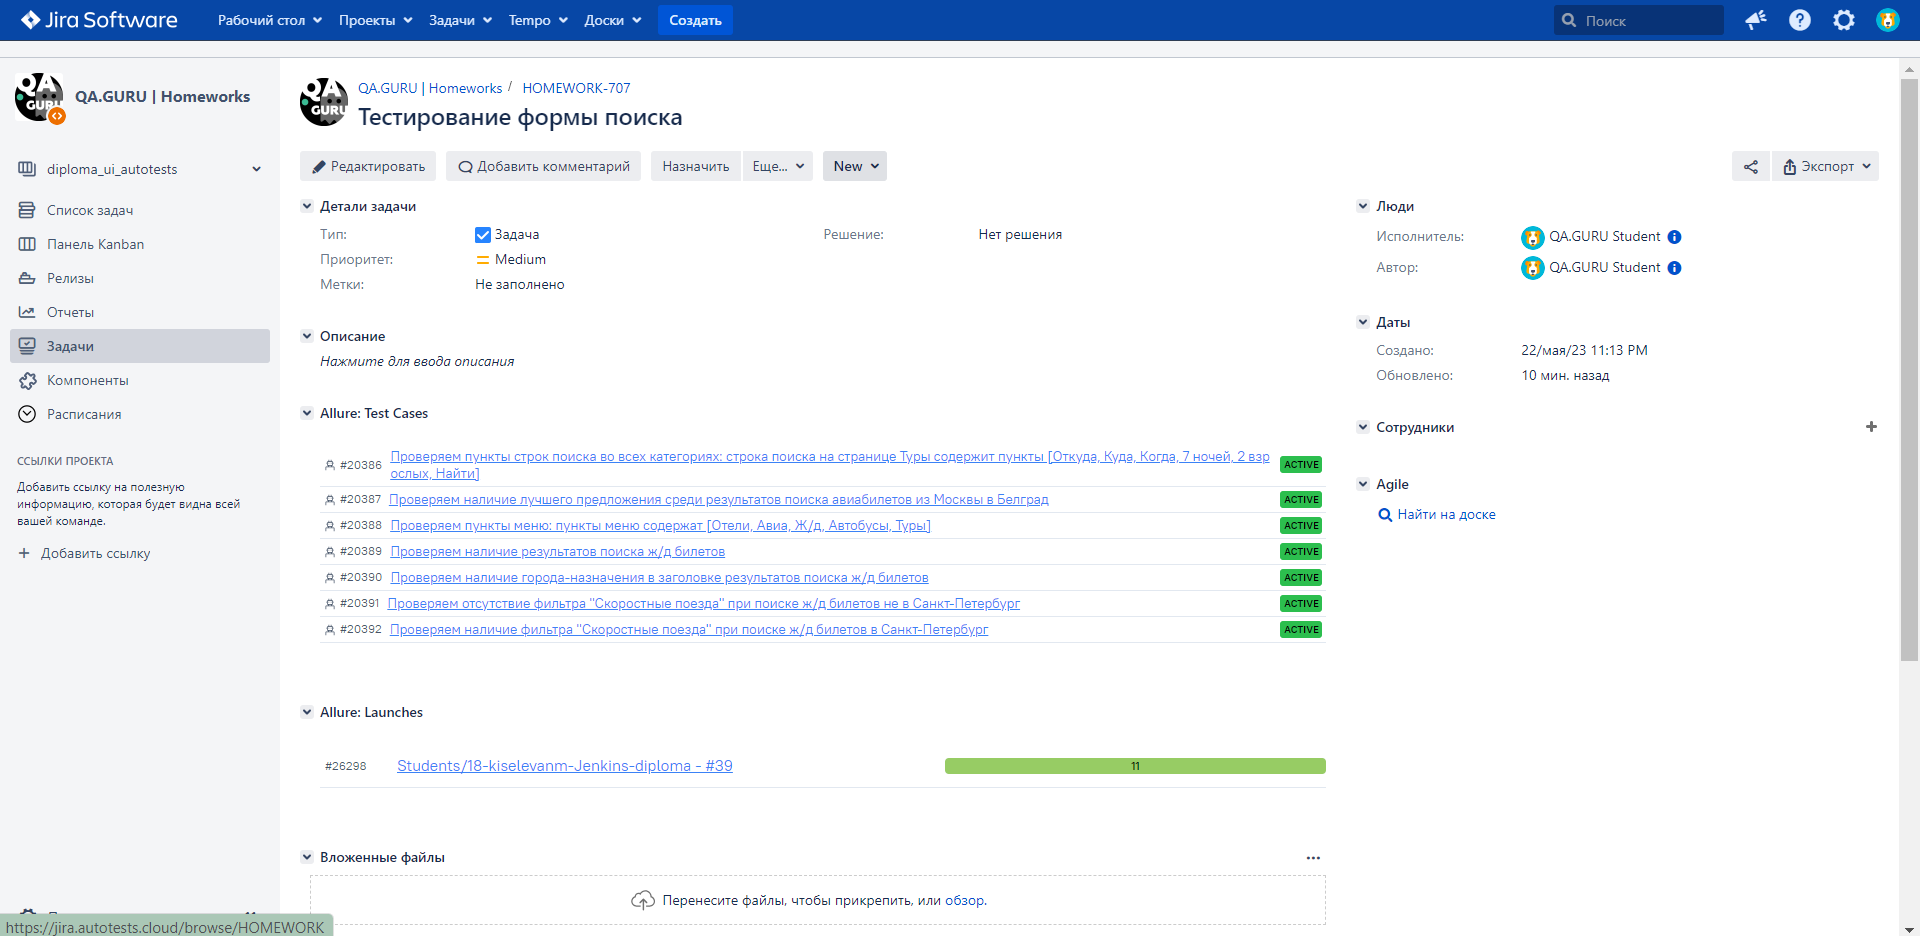 Jira Software
Рабочий стол
Проекты
Задачи
Tempo
Доски
Создать
Поиск
QA.GURU | Homeworks
diploma_ui_autotests
Список задач
Панель Kanban
Релизы
Отчеты
Задачи
Компоненты
Расписания
ССЫЛКИ ПРОЕКТА
Добавить ссылку на полезную
информацию, которая будет видна всей
вашей команде.
+ Добавить ссылку
https://jira.autotests.cloud/browse/HOMEWORK
QA GURU
QA.GURU | Homeworks / HOMEWORK-707
Тестирование формы поиска
Редактировать
Добавить комментарий
Назначить
Еще...
New
Экспорт
Детали задачи
Тип: Задача
Решение: Нет решения
Приоритет: Medium
Метки: Не заполнено
Описание
Нажмите для ввода описания
Allure: Test Cases
#20386 Проверяем пункты строк поиска во всех категориях: строка поиска на странице Туры содержит пункты [Откуда, Куда, Когда, 7 ночей, 2 взр
ослых, Найти] ACTIVE
#20387 Проверяем наличие лучшего предложения среди результатов поиска авиабилетов из Москвы в Белград ACTIVE
#20388 Проверяем пункты меню: пункты меню содержат [Отели, Авиа, Ж/д, Автобусы, Туры] ACTIVE
#20389 Проверяем наличие результатов поиска ж/д билетов ACTIVE
#20390 Проверяем наличие города-назначения в заголовке результатов поиска ж/д билетов ACTIVE
#20391 Проверяем отсутствие фильтра "Скоростные поезда" при поиске ж/д билетов не в Санкт-Петербург ACTIVE
#20392 Проверяем наличие фильтра "Скоростные поезда" при поиске ж/д билетов в Санкт-Петербург ACTIVE
Allure: Launches
#26298 Students/18-kiselevanm-Jenkins-diploma - #39 11
Вложенные файлы
Перенесите файлы, чтобы прикрепить, или обзор.
Люди
Исполнитель: QA.GURU Student
Автор: QA.GURU Student
Даты
Создано: 22/мая/23 11:13 PM
Обновлено: 10 мин. назад
Сотрудники
Agile
Найти на доске